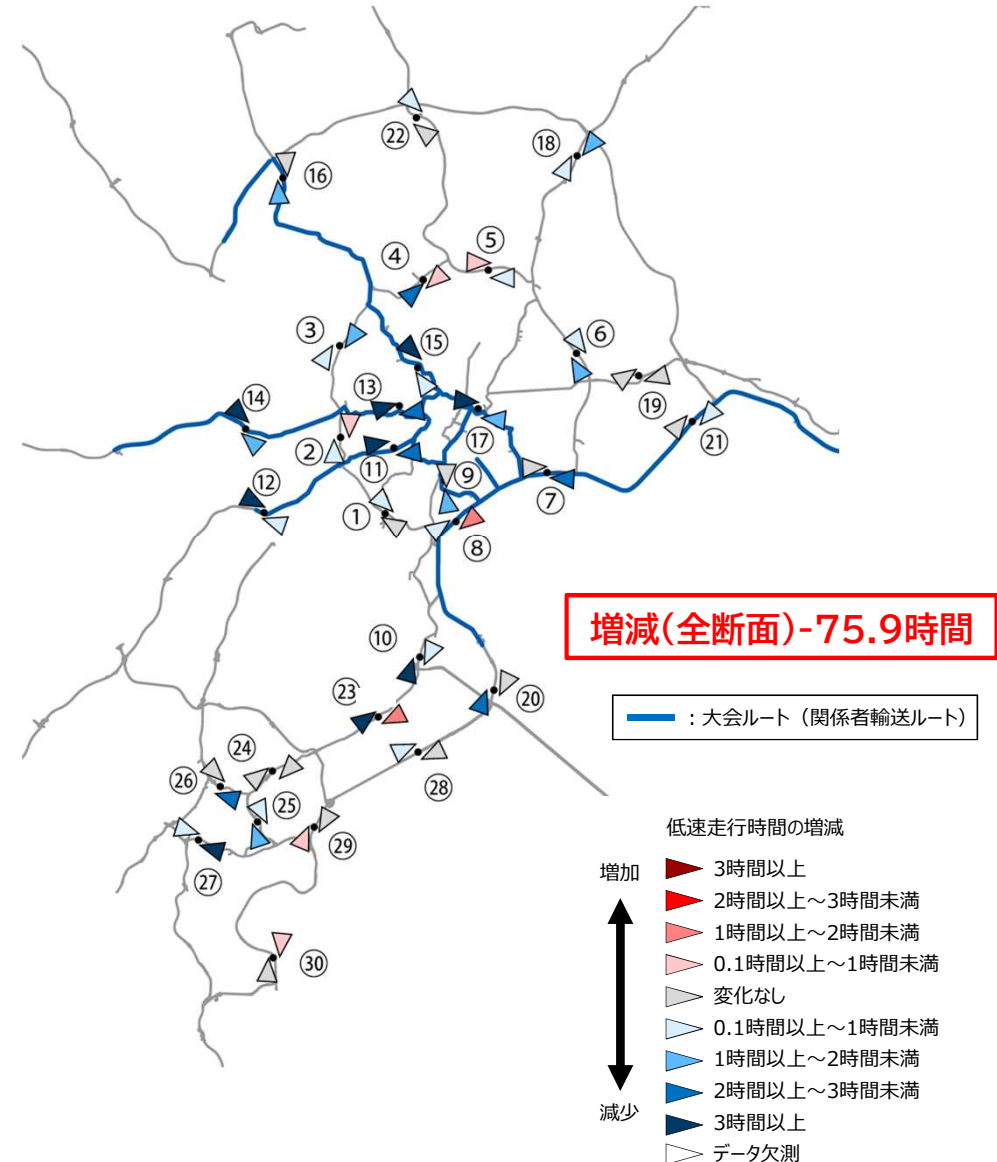 ㉒
⑱
⑯
④
⑤
③
⑮
⑥
⑬
⑭
⑲
⑰
㉑
②
⑪
⑨
⑫
⑦
①
⑧
増減(全断面)-75.9時間
⑩
㉓
⑳
:大会ルート(関係者輸送ルート)
㉔
㉖
㉘
㉕
㉙
㉗
㉚
低速走行時間の増減
増加
3時間以上
2時間以上~3時間未満
1時間以上~2時間未満
0.1時間以上~1時間未満
変化なし
0.1時間以上~1時間未満
1時間以上~2時間未満
2時間以上~3時間未満
減少
3時間以上
データ欠測